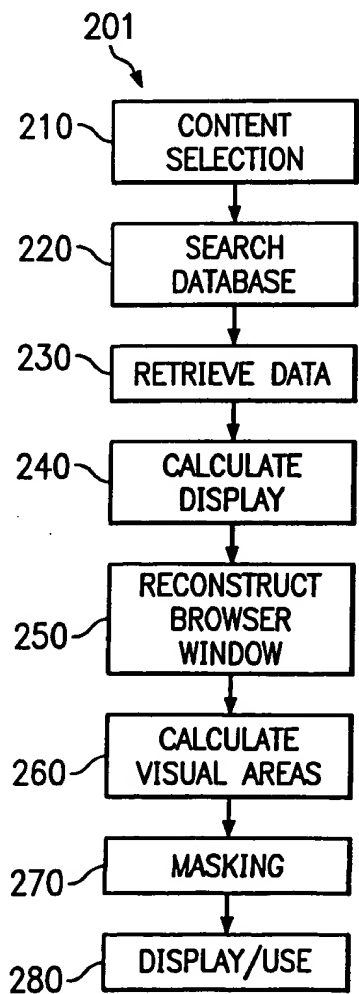 201
210
CONTENT
SELECTION
220
SEARCH
DATABASE
230
RETRIEVE DATA
240
CALCULATE
DISPLAY
250
RECONSTRUCT
BROWSER
WINDOW
260
CALCULATE
VISUAL AREAS
270
MASKING
280
DISPLAY/USE